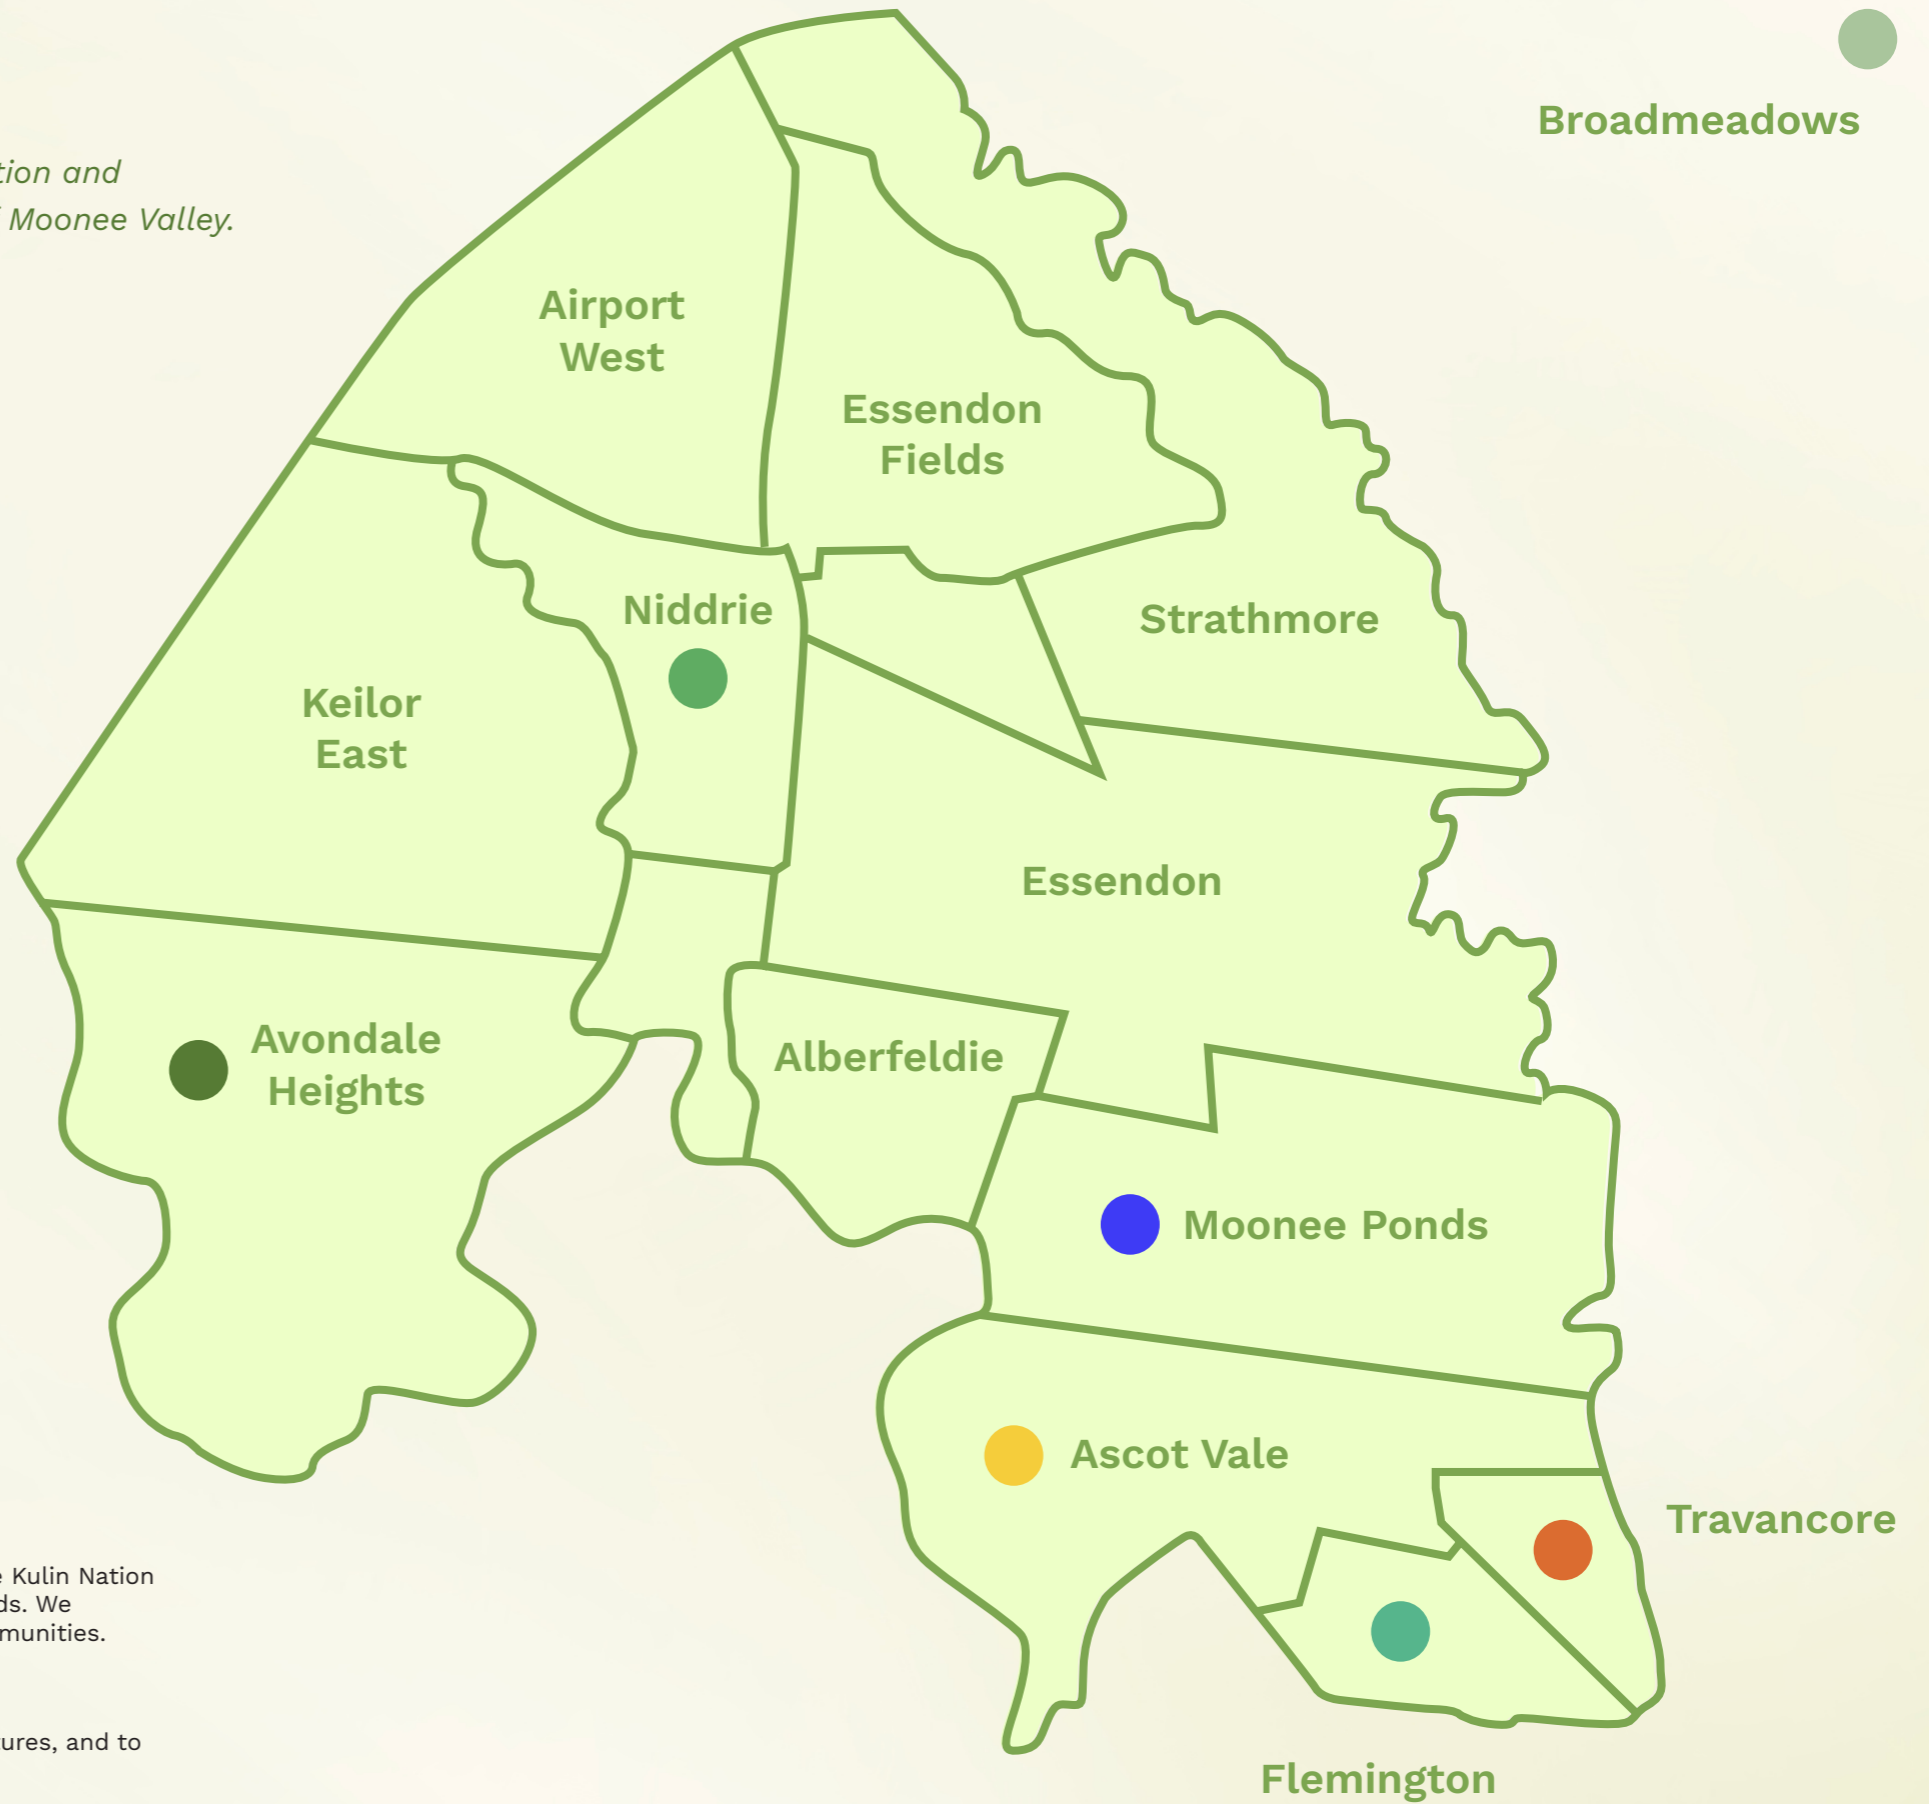 Broadmeadows
tion and
Moonee Valley.
Airport
West
Essendon
Fields
Niddrie
Strathmore
Keilor
East
Essendon
Avondale
Heights
Alberfeldie
Moonee Ponds
Ascot Vale
Travancore
Kulin Nation
ds. We
munities.
ures, and to
Flemington